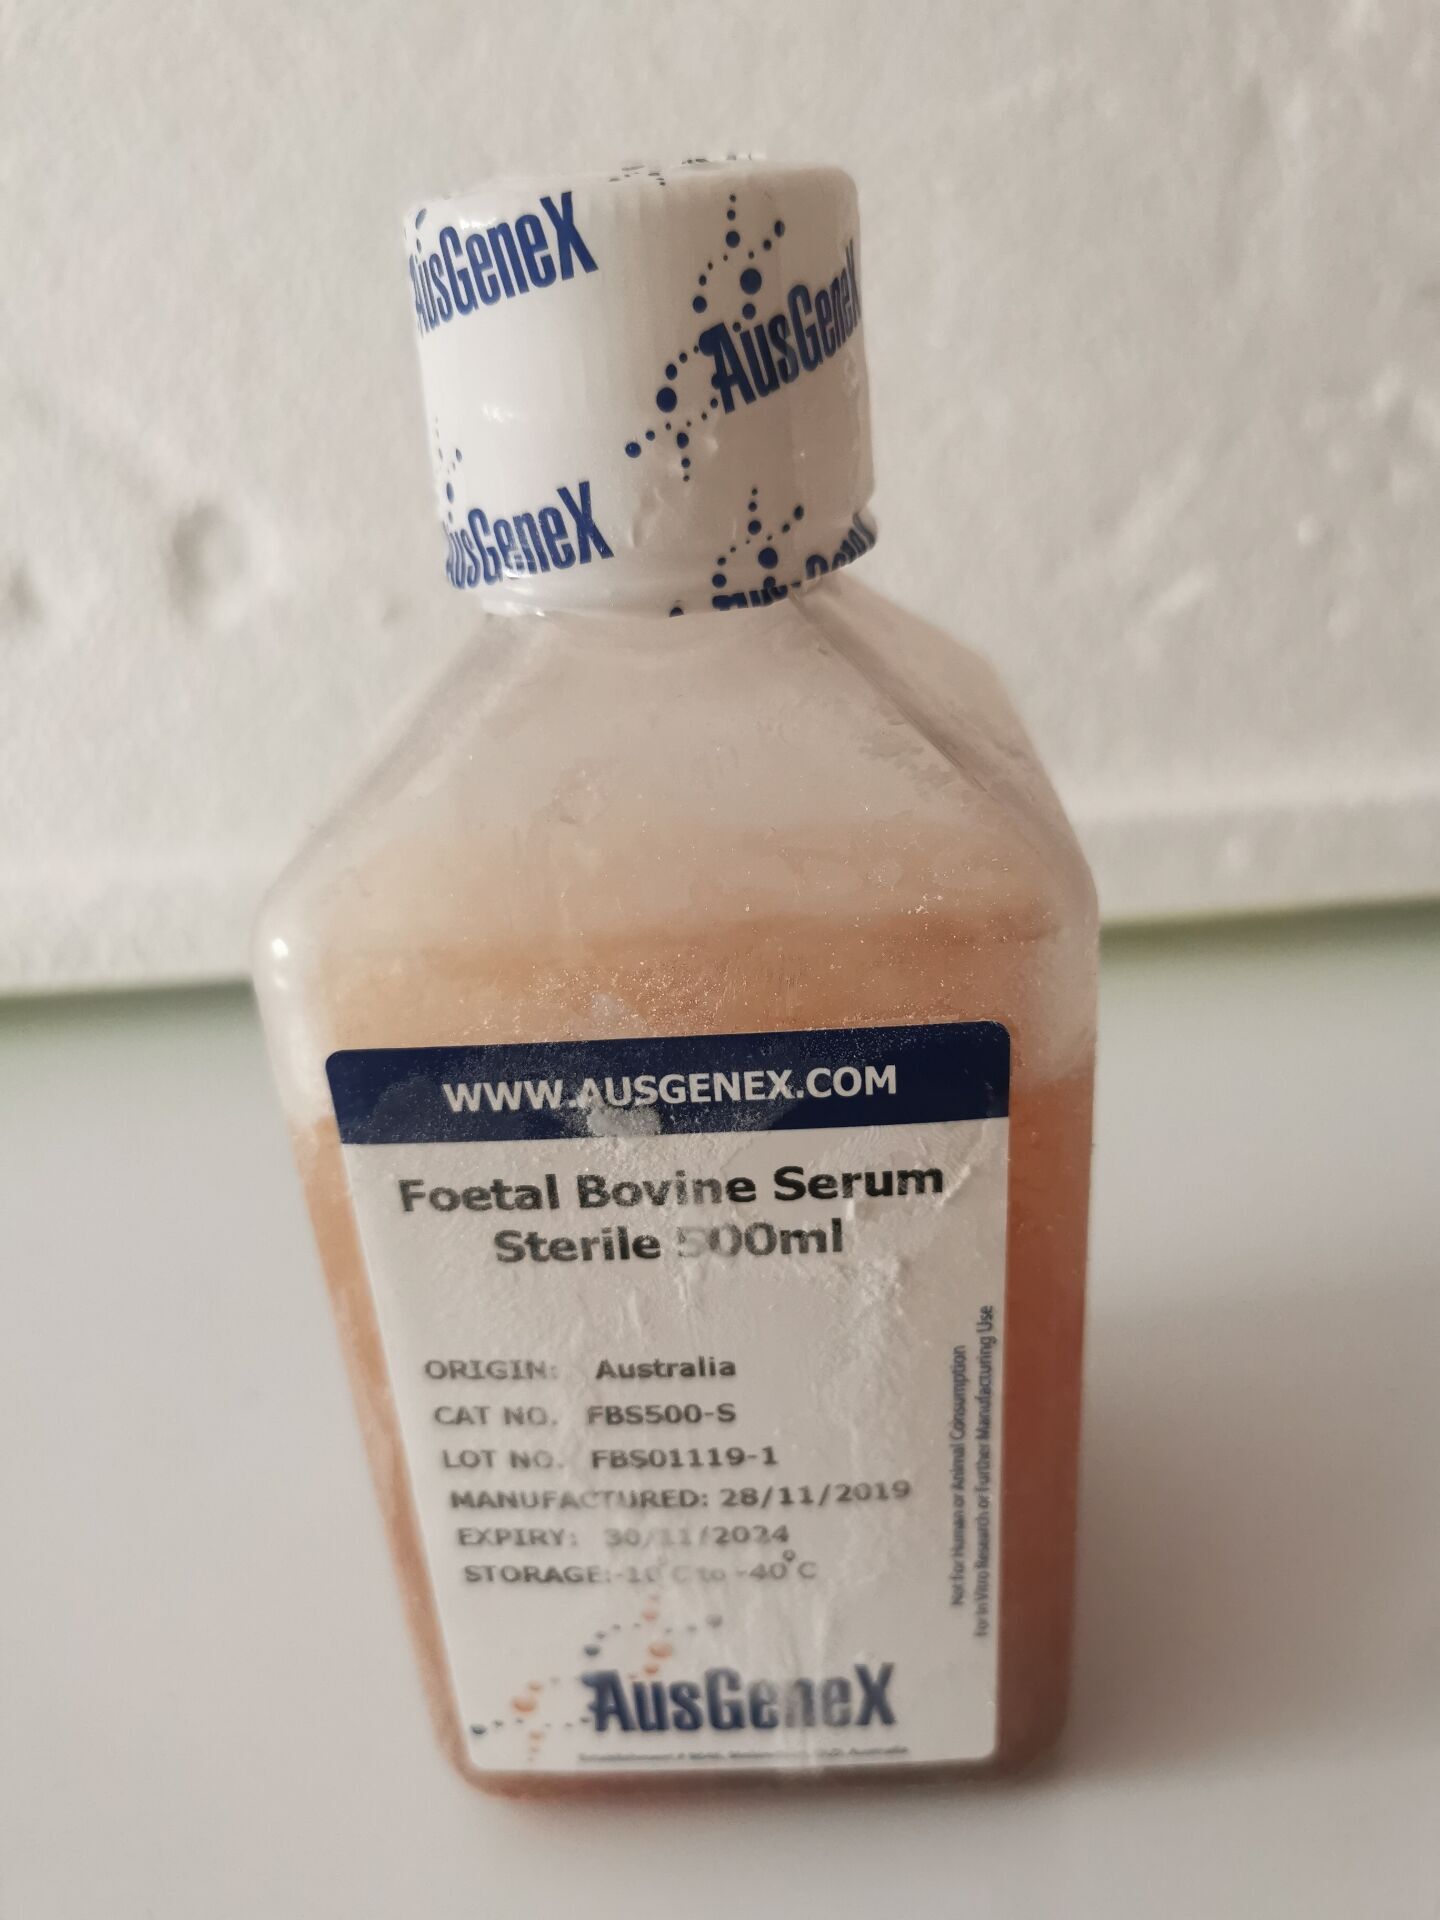 AusGeneX
AusGeneX
AusGeneX
WWW.AUSGENEX.COM
Foetal Bovine Serum
Sterile 500ml
ORIGIN: Australia
CAT NO. FBS500-S
LOT NO. FBS01119-1
MANUFACTURED: 28/11/2019
EXPIRY: 30/11/2024
STORAGE:-10°C to -40°C
Not For Human or Animal Consumption
For In Vitro Research or Further Manufacturing Use
AusGeneX